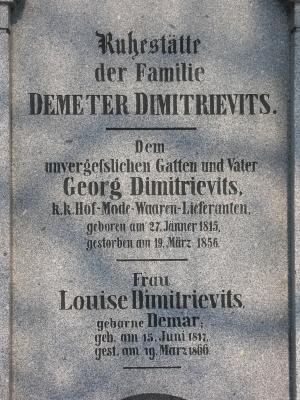 Ruhestätte
der Familie
DEMETER DIMITRIEVITS.
Dem
unvergeſslichen Gatten und Vater
Georg Dimitrievits,
k.k. Hof-Mode-Waaren-Lieferanten,
geboren am 27. Jänner 1815,
gestorben am 19. März 1856.
Frau
Louise Dimitrievits,
geborne Demar;
geb. am 15. Juni 1817,
gest. am 19. März 1866.